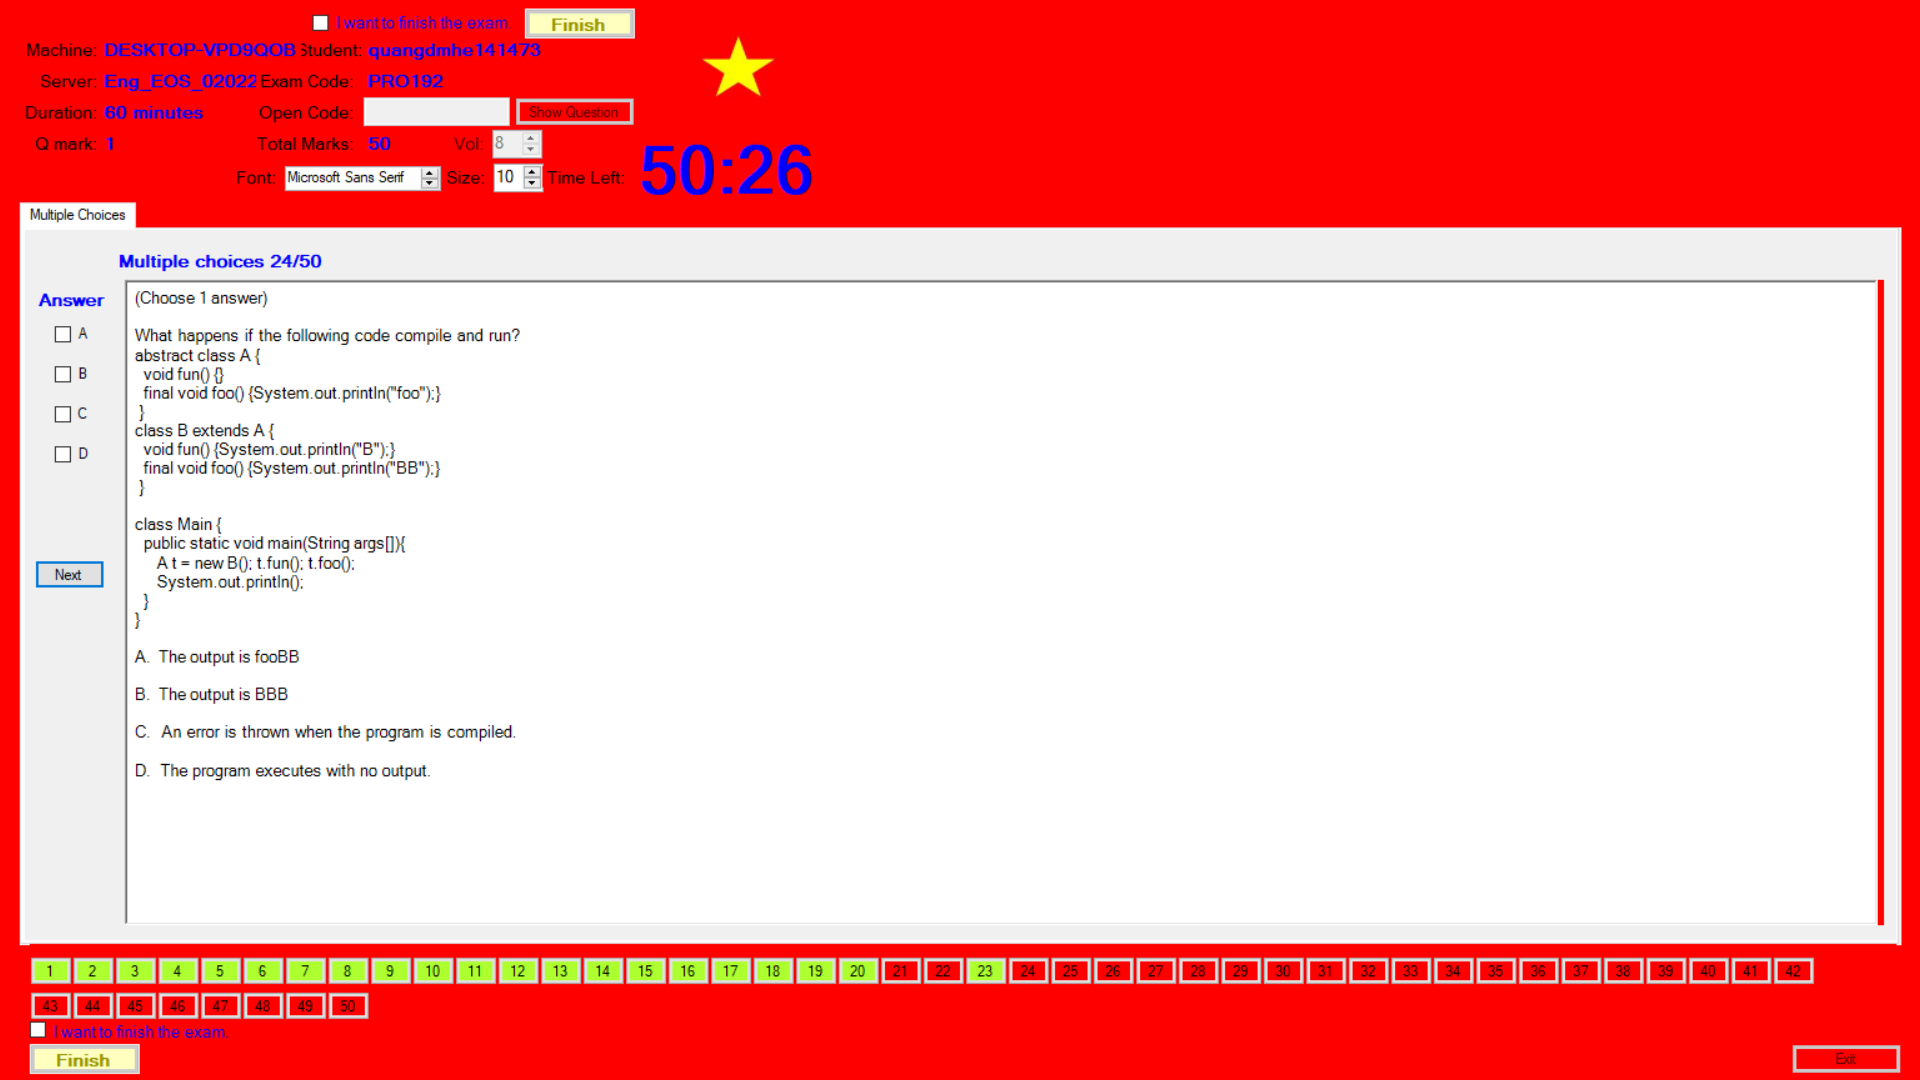 I want to finish the exam.
Finish
Machine: DESKTOP-VPD9QOB Student: quangdmhe141473
Server: Eng_EOS_02022 Exam Code: PRO192
Duration: 60 minutes Open Code: Show Question
Q mark: 1 Total Marks: 50 Vol: 8
Font: Microsoft Sans Serif Size: 10 Time Left: 50:26
Multiple Choices
Multiple choices 24/50
Answer
A
B
C
D
Next
(Choose 1 answer)
What happens if the following code compile and run?
abstract class A {
void fun() {}
final void foo() {System.out.println("foo");}
}
class B extends A {
void fun() {System.out.println("B");}
final void foo() {System.out.println("BB");}
}
class Main {
public static void main(String args[]){
A t = new B(); t.fun(); t.foo();
System.out.println();
}
}
A. The output is fooBB
B. The output is BBB
C. An error is thrown when the program is compiled.
D. The program executes with no output.
1 2 3 4 5 6 7 8 9 10 11 12 13 14 15 16 17 18 19 20 21 22 23 24 25 26 27 28 29 30 31 32 33 34 35 36 37 38 39 40 41 42
43 44 45 46 47 48 49 50
I want to finish the exam.
Finish
Exit